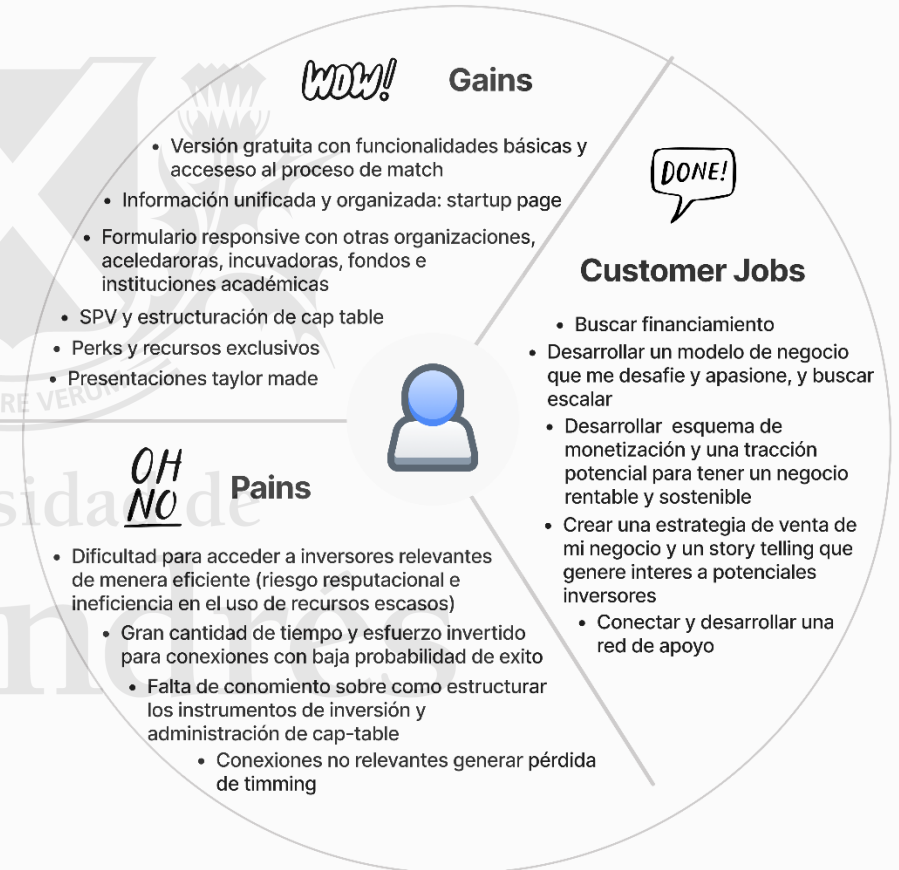 WOW!
Gains
• Versión gratuita con funcionalidades básicas y
acceseso al proceso de match
• Información unificada y organizada: startup page
• Formulario responsive con otras organizaciones,
aceledaroras, incuvadoras, fondos e
instituciones académicas
• SPV y estructuración de cap table
• Perks y recursos exclusivos
• Presentaciones taylor made
RE VERUM
DONE!
Customer Jobs
• Buscar financiamiento
• Desarrollar un modelo de negocio
que me desafie y apasione, y buscar
escalar
• Desarrollar esquema de
monetización y una tracción
potencial para tener un negocio
rentable y sostenible
• Crear una estrategia de venta de
mi negocio y un story telling que
genere interes a potenciales
inversores
• Conectar y desarrollar una
red de apoyo
OH
NO
Pains
sidad de
• Dificultad para acceder a inversores relevantes
de menera eficiente (riesgo resputacional e
ineficiencia en el uso de recursos escasos)
• Gran cantidad de tiempo y esfuerzo invertido
para conexiones con baja probabilidad de exito
ndrés
• Falta de conomiento sobre como estructurar
los instrumentos de inversión y
administración de cap-table
• Conexiones no relevantes generar pérdida
de timming